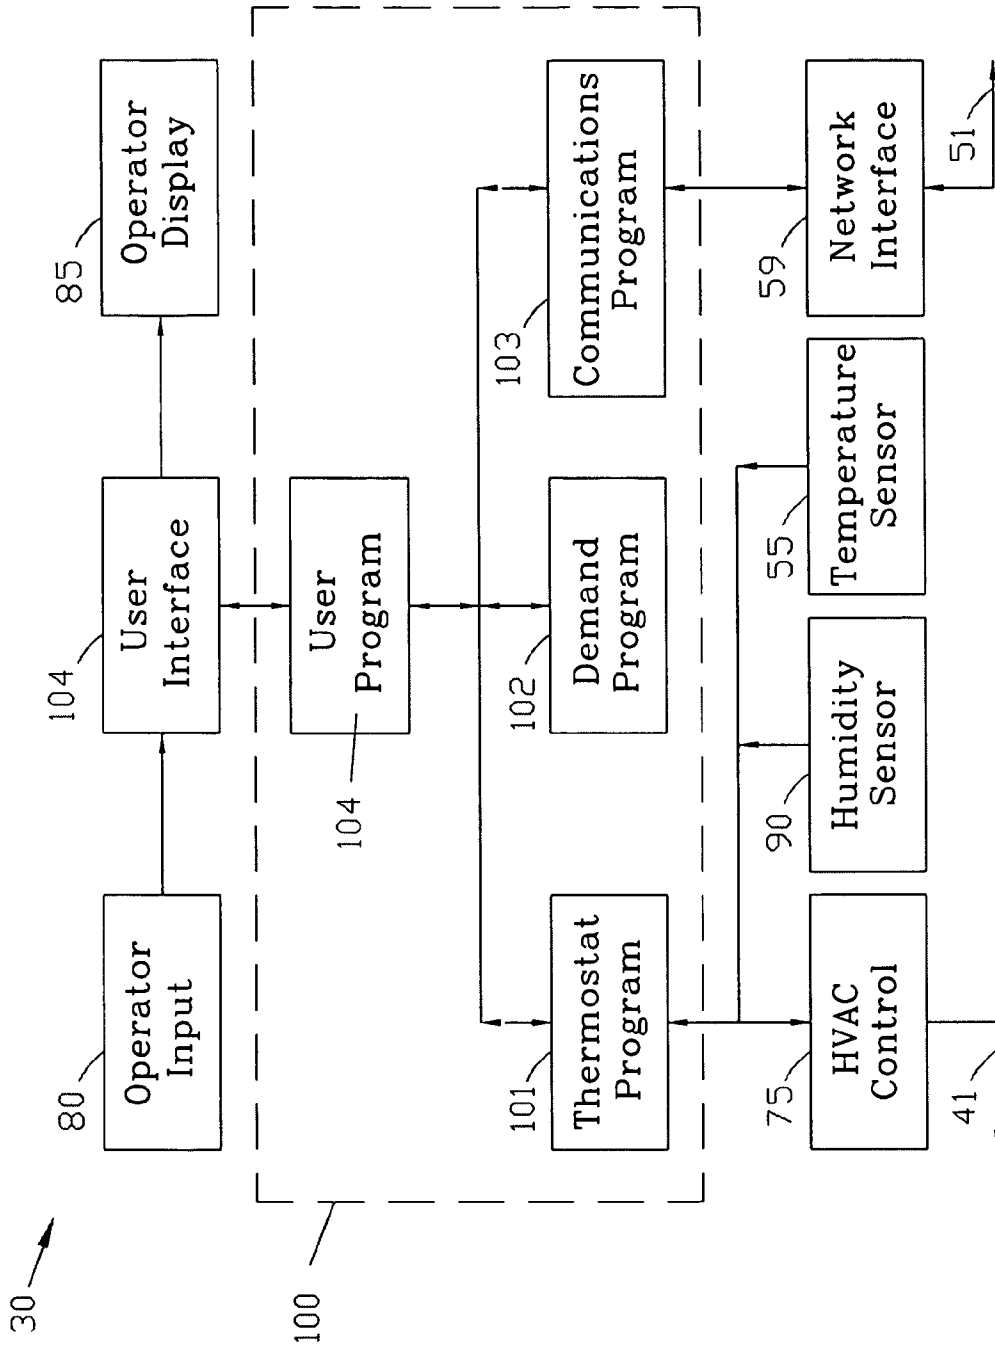 30
80
Operator
Input
104
User
Interface
85
Operator
Display
100
104
User
Program
101
Thermostat
Program
102
Demand
Program
103
Communications
Program
75
HVAC
Control
90
Humidity
Sensor
55
Temperature
Sensor
59
Network
Interface
41
51